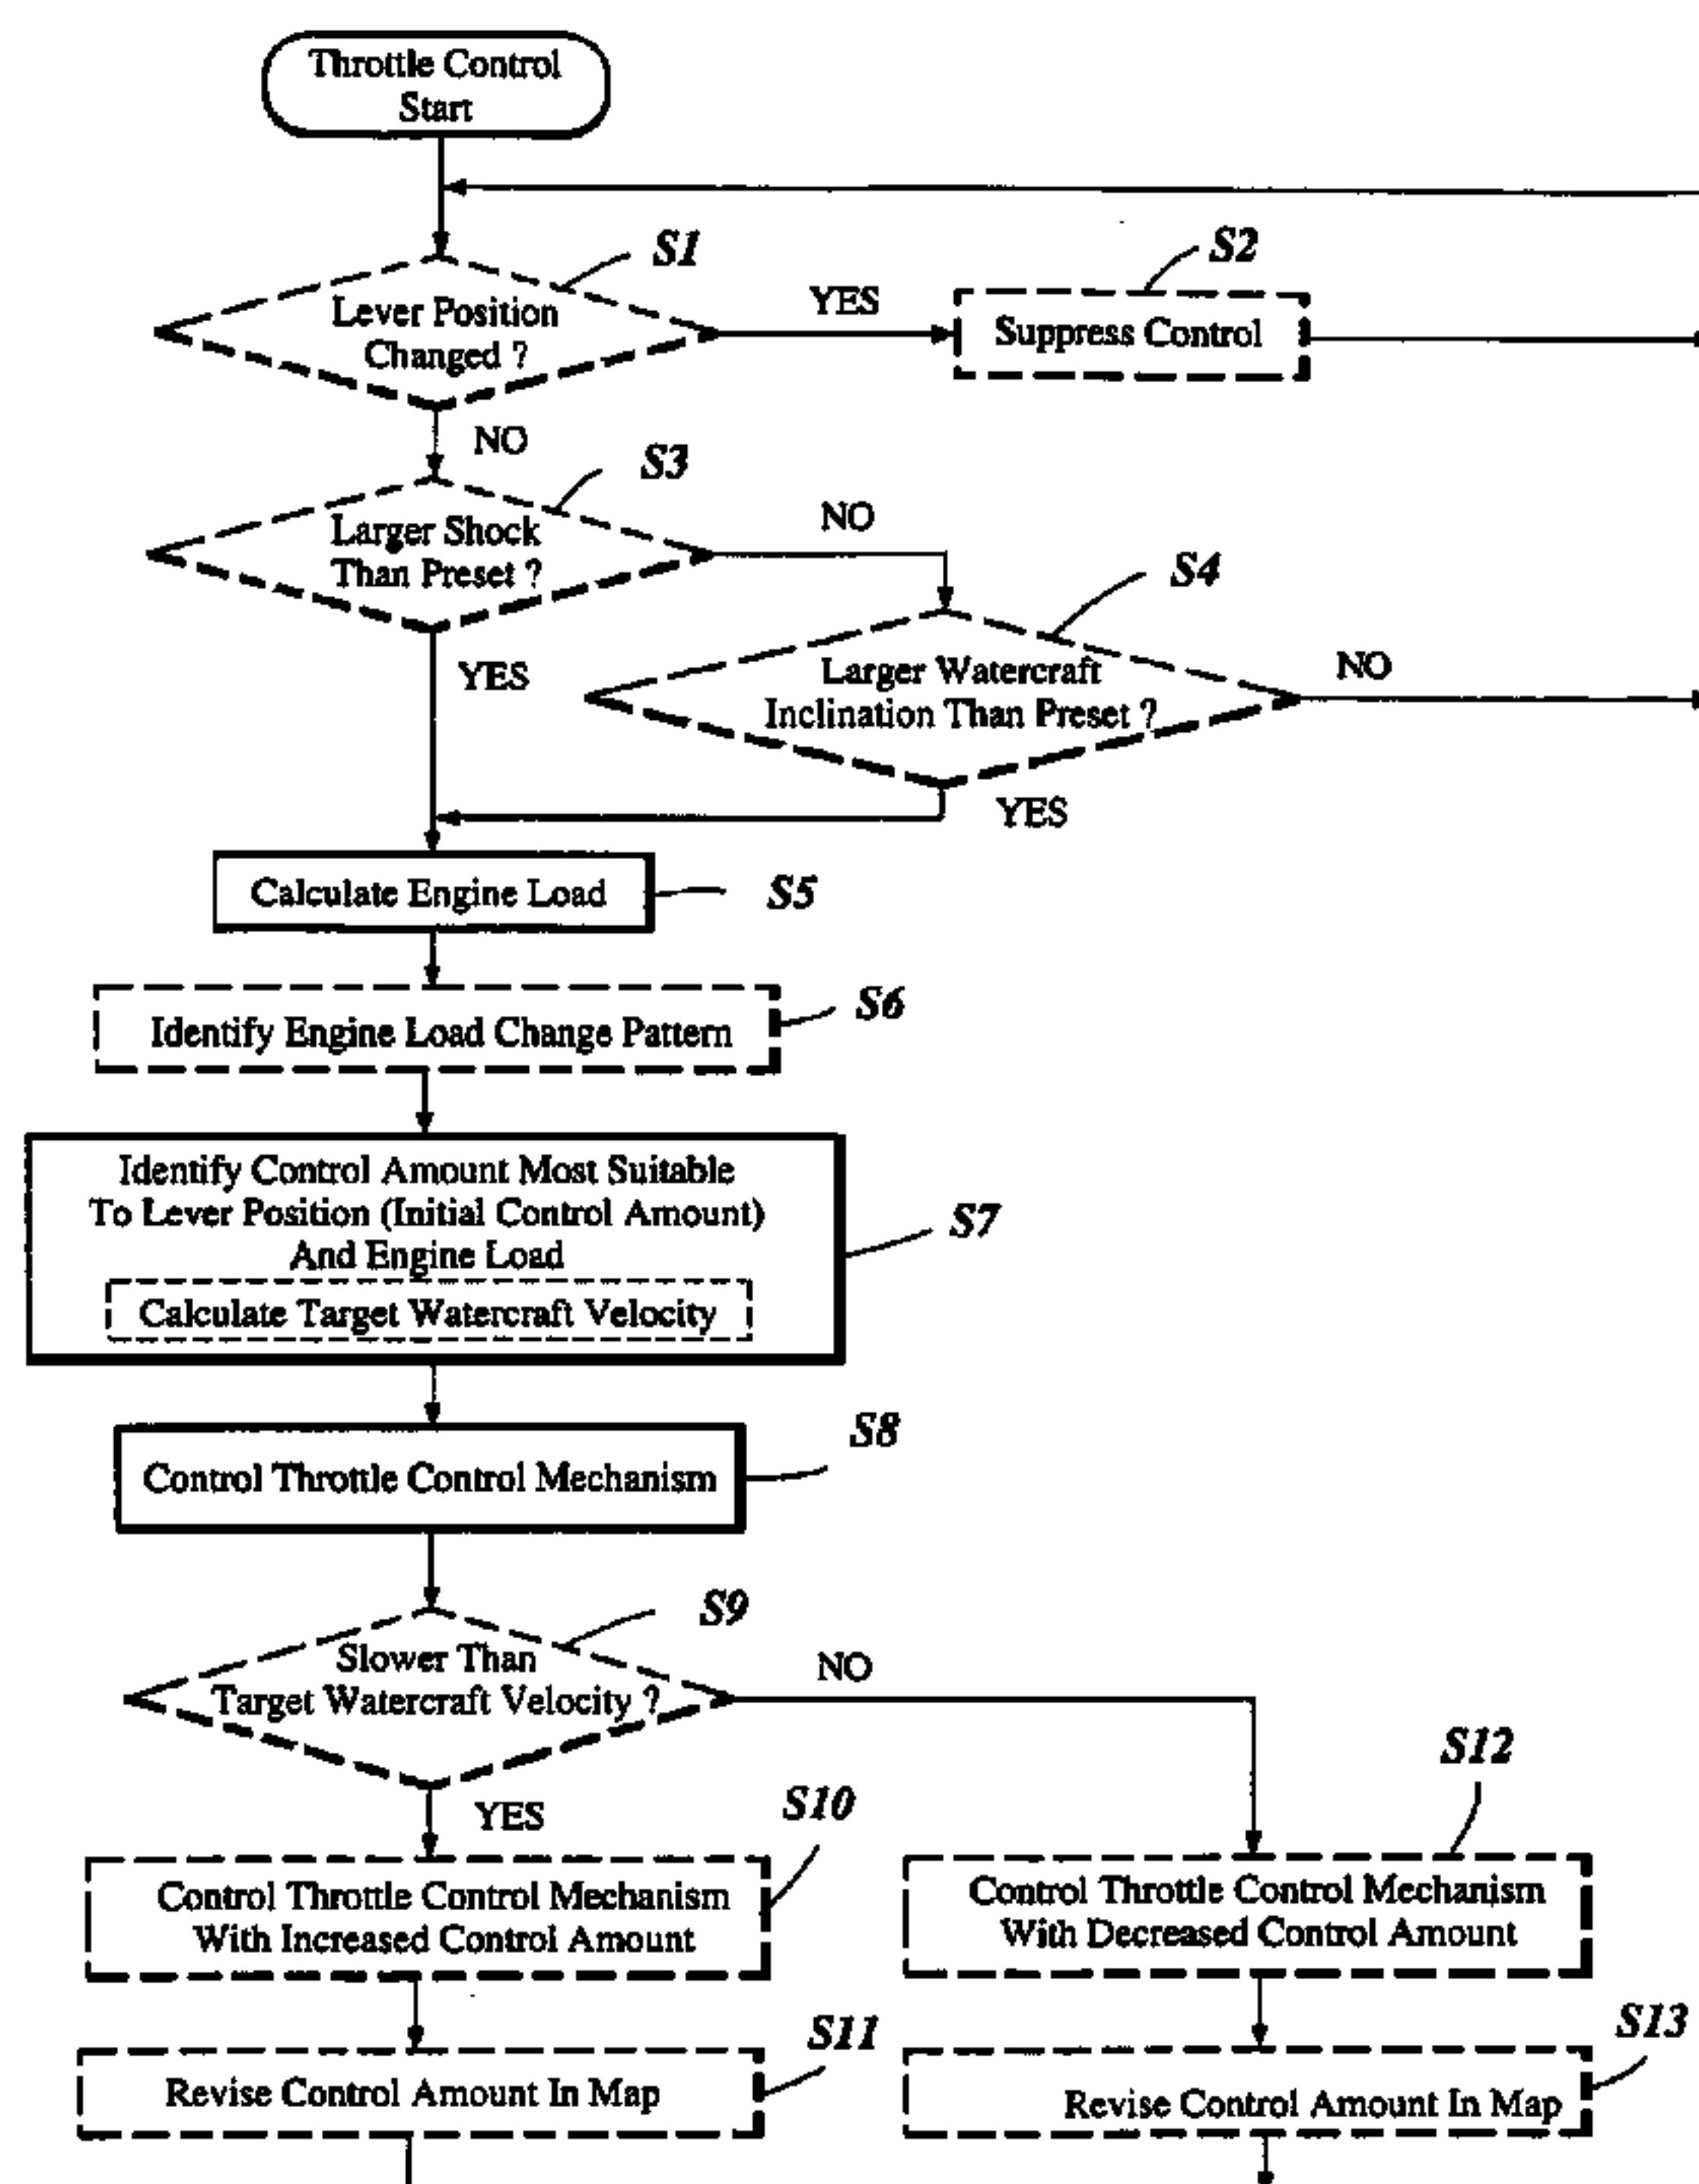 Throttle Control
Start
S1
S2
Lever Position
Changed ?
YES
Suppress Control
NO
S3
Larger Shock
Than Preset ?
NO
S4
YES
Larger Watercraft
Inclination Than Preset ?
NO
YES
Calculate Engine Load
S5
Identify Engine Load Change Pattern
S6
Identify Control Amount Most Suitable
To Lever Position (Initial Control Amount)
And Engine Load
Calculate Target Watercraft Velocity
S7
Control Throttle Control Mechanism
S8
S9
Slower Than
Target Watercraft Velocity ?
NO
YES
S10
S12
Control Throttle Control Mechanism
With Increased Control Amount
Control Throttle Control Mechanism
With Decreased Control Amount
S11
S13
Revise Control Amount In Map
Revise Control Amount In Map